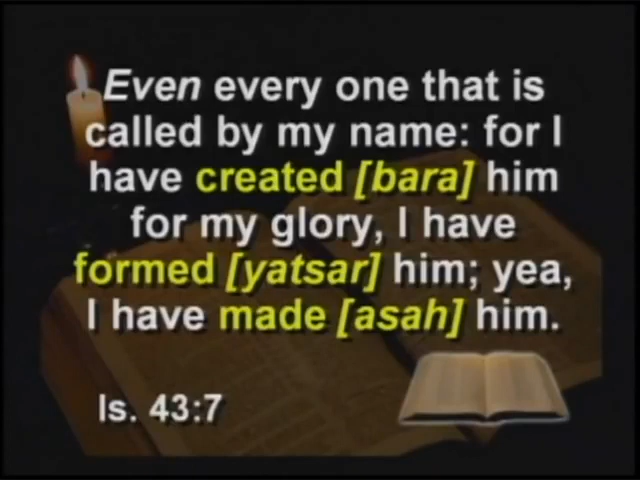 Even every one that is
called by my name: for I
have created [bara] him
for my glory, I have
formed [yatsar] him; yea,
I have made [asah] him.
Is. 43:7